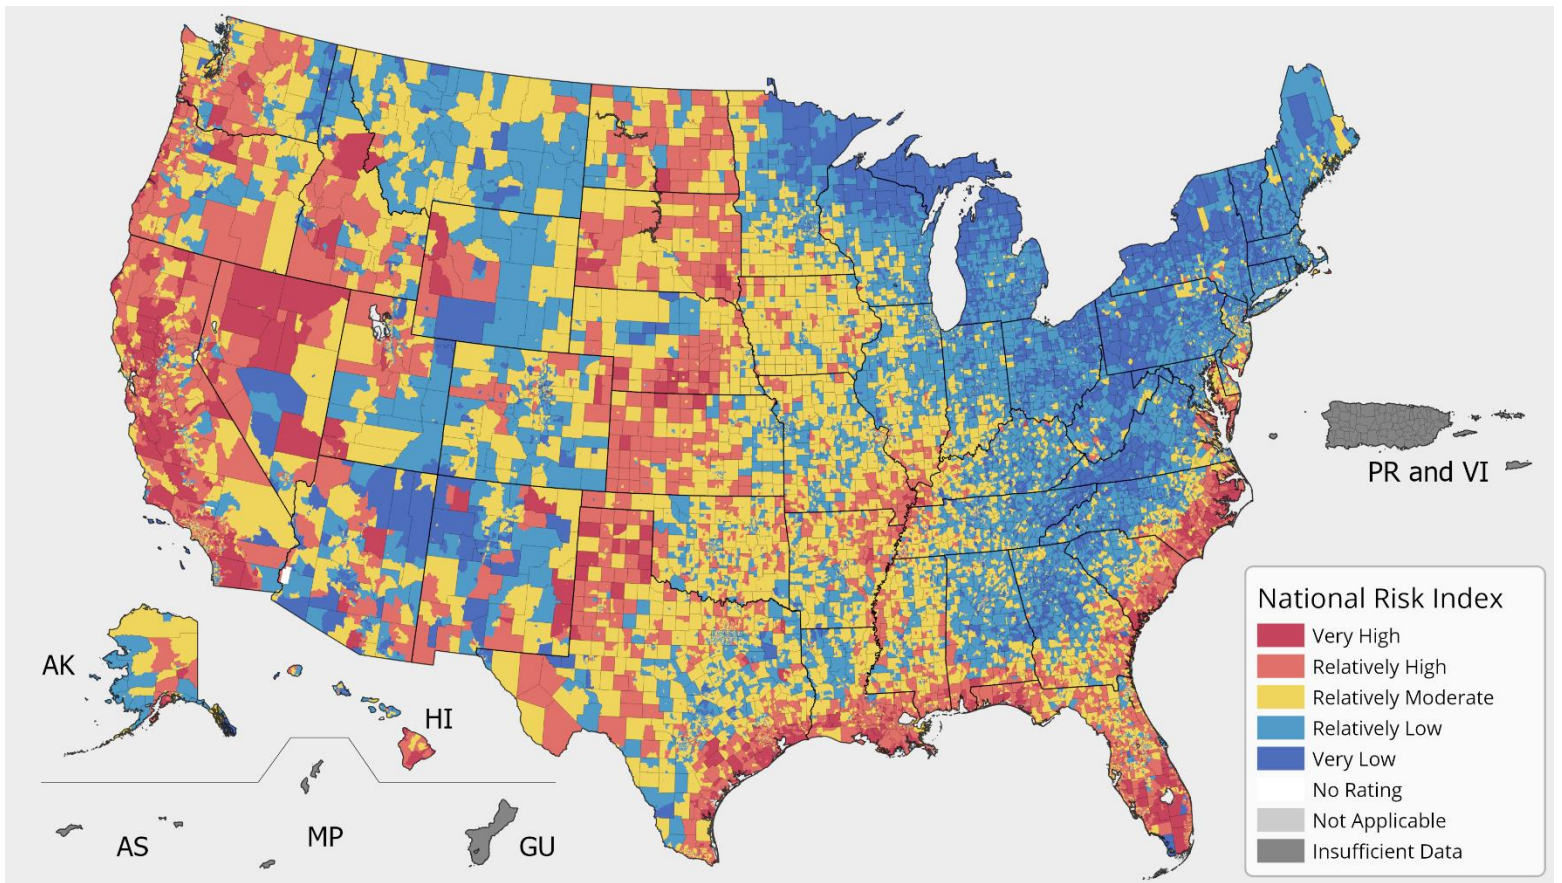 PR and VI
AK
HI
AS
MP
GU
National Risk Index
Very High
Relatively High
Relatively Moderate
Relatively Low
Very Low
No Rating
Not Applicable
Insufficient Data